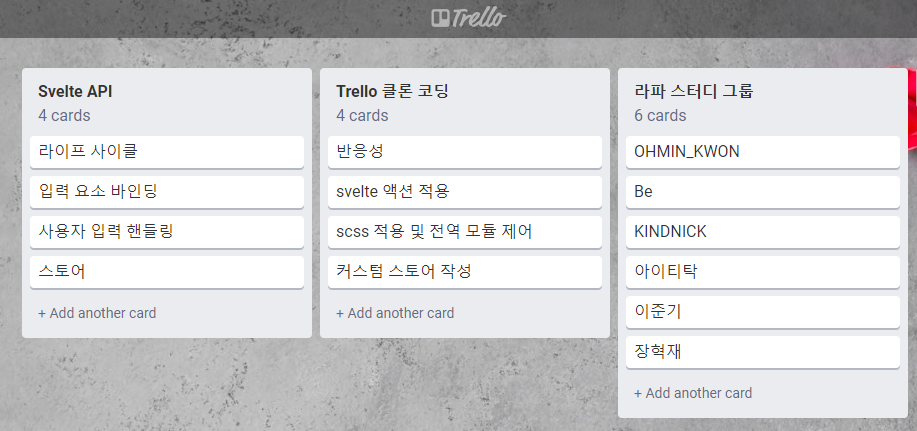 Trello
Svelte API
4 cards
라이프 사이클
입력 요소 바인딩
사용자 입력 핸들링
스토어
+ Add another card
Trello 클론 코딩
4 cards
반응성
svelte 액션 적용
scss 적용 및 전역 모듈 제어
커스텀 스토어 작성
+ Add another card
라파 스터디 그룹
6 cards
OHMIN_KWON
Be
KINDNICK
아이티탁
이준기
장혁재
+ Add another card